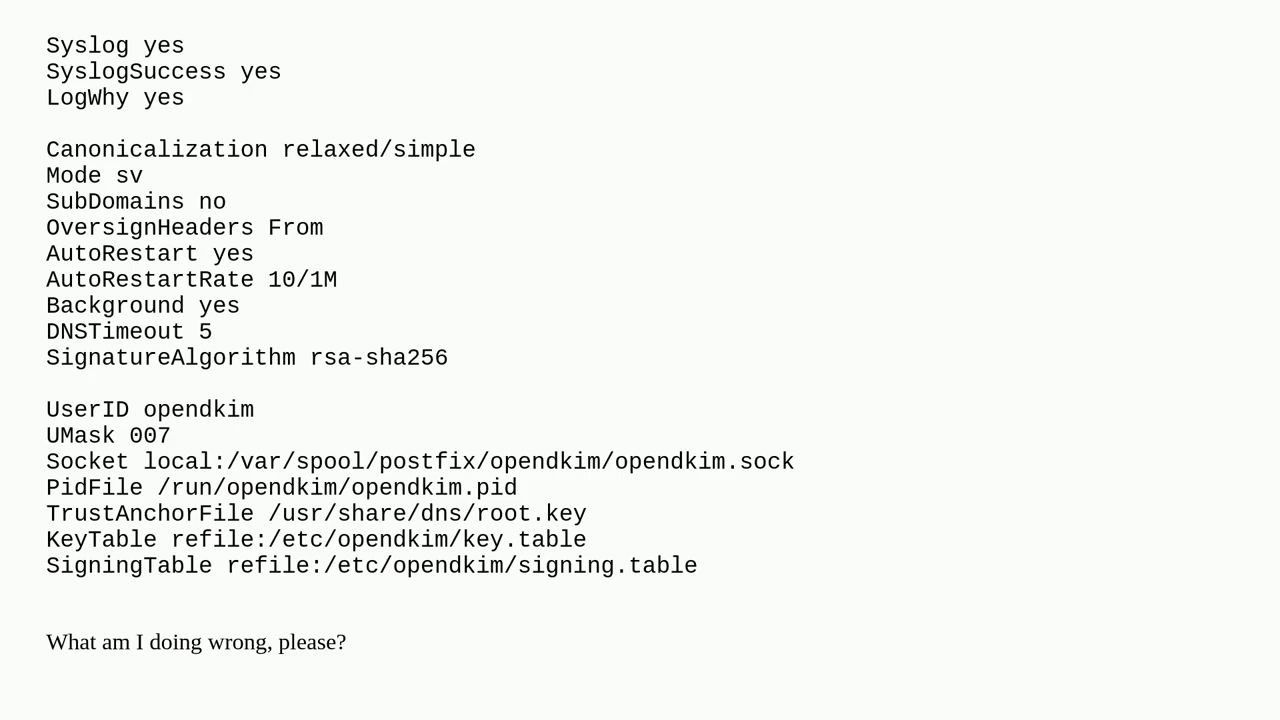 Syslog yes
SyslogSuccess yes
LogWhy yes
Canonicalization relaxed/simple
Mode sv
SubDomains no
OversignHeaders From
AutoRestart yes
AutoRestartRate 10/1M
Background yes
DNSTimeout 5
SignatureAlgorithm rsa-sha256
UserID opendkim
UMask 007
Socket local:/var/spool/postfix/opendkim/opendkim.sock
PidFile /run/opendkim/opendkim.pid
TrustAnchorFile /usr/share/dns/root.key
KeyTable refile:/etc/opendkim/key.table
SigningTable refile:/etc/opendkim/signing.table
What am I doing wrong, please?